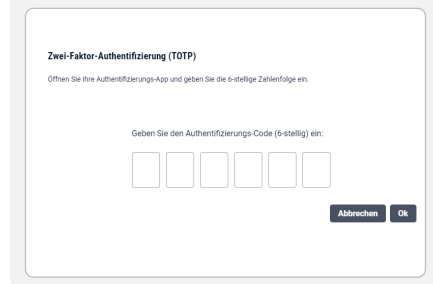 Zwei-Faktor-Authentifizierung (TOTP)
Öffnen Sie Ihre Authentifizierungs-App und geben Sie die 6-stellige Zahlenfolge ein.
Geben Sie den Authentifizierungs-Code (6-stellig) ein:
Abbrechen Ok